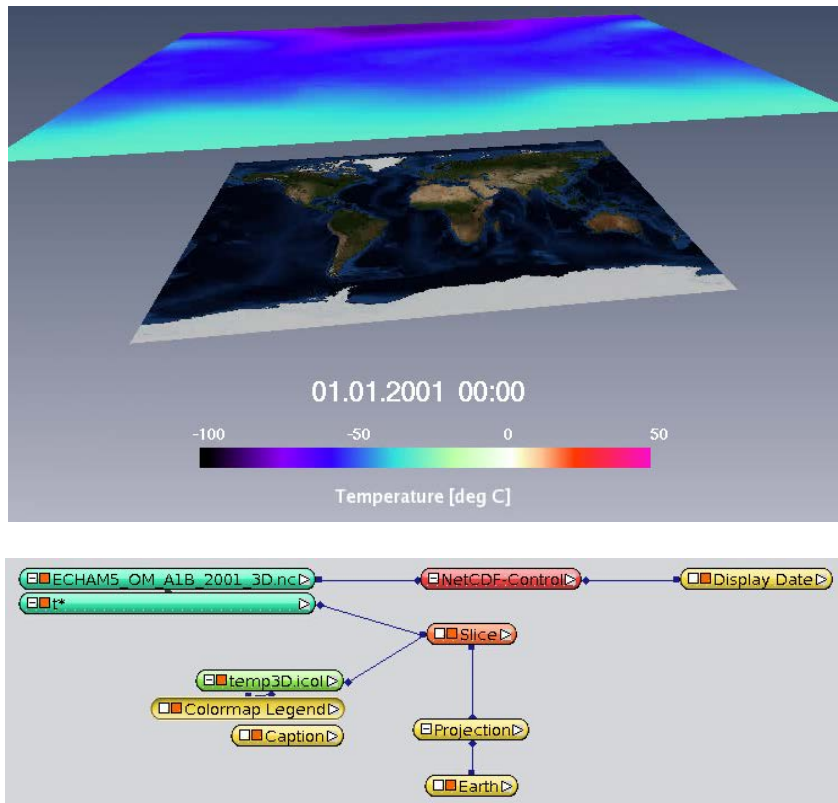 01.01.2001 00:00
-100 -50 0 50
Temperature [deg C]
ECHAM5_OM_A1B_2001_3D.nc NetCDF-Control Display Date
t*
Slice
temp3D.icol
Colormap Legend
Projection
Caption
Earth